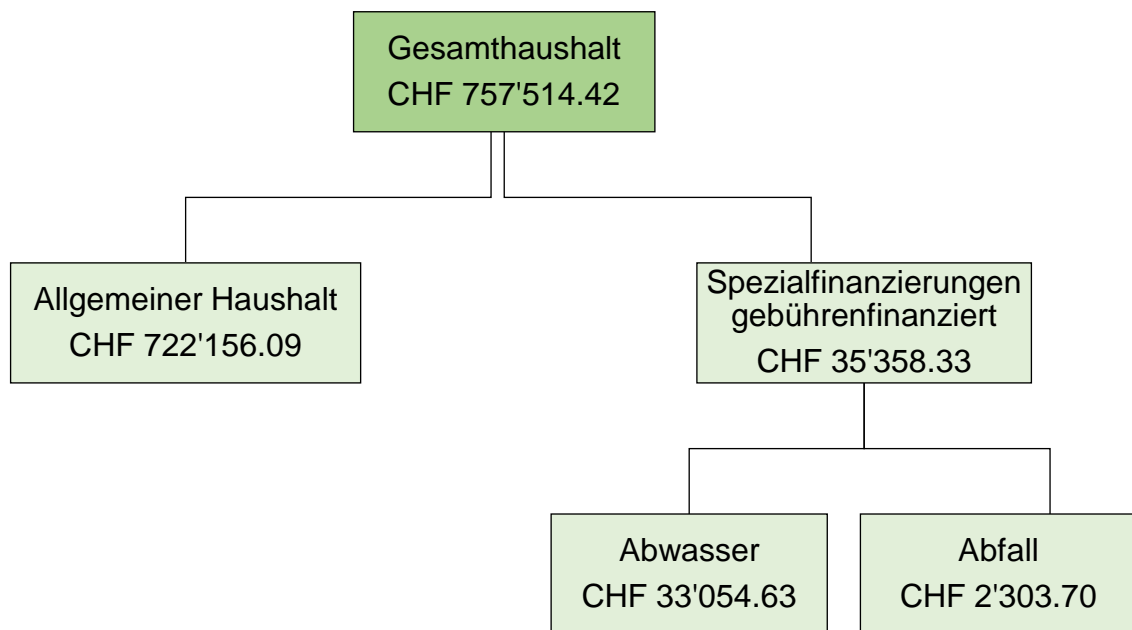 Gesamthaushalt
CHF 757'514.42
Allgemeiner Haushalt
CHF 722'156.09
Spezialfinanzierungen
gebührenfinanziert
CHF 35'358.33
Abwasser
CHF 33'054.63
Abfall
CHF 2'303.70